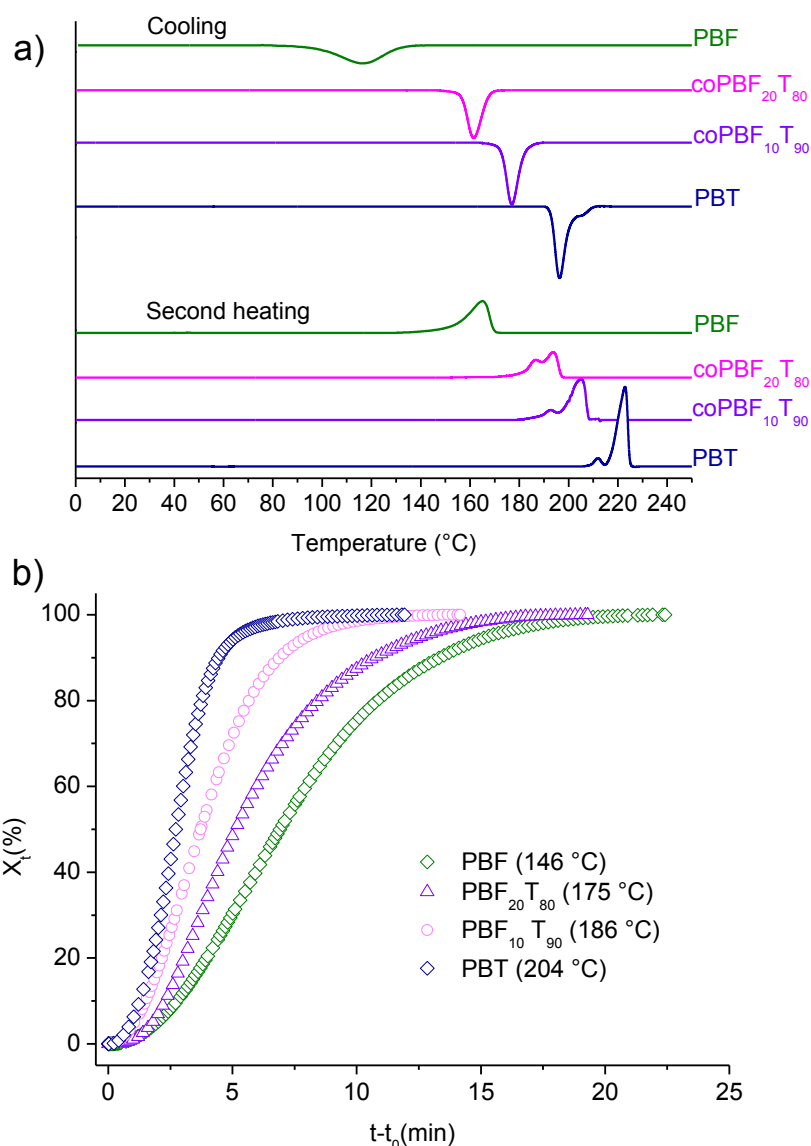 a)
Cooling
PBF
coPBF₂₀T₈₀
coPBF₁₀T₉₀
PBT
Second heating
PBF
coPBF₂₀T₈₀
coPBF₁₀T₉₀
PBT
0 20 40 60 80 100 120 140 160 180 200 220 240
Temperature (°C)
b)
100
80
60
40
20
0
Xₜ(%)
PBF (146 °C)
PBF₂₀T₈₀ (175 °C)
PBF₁₀ T₉₀ (186 °C)
PBT (204 °C)
0 5 10 15 20 25
t-t₀(min)